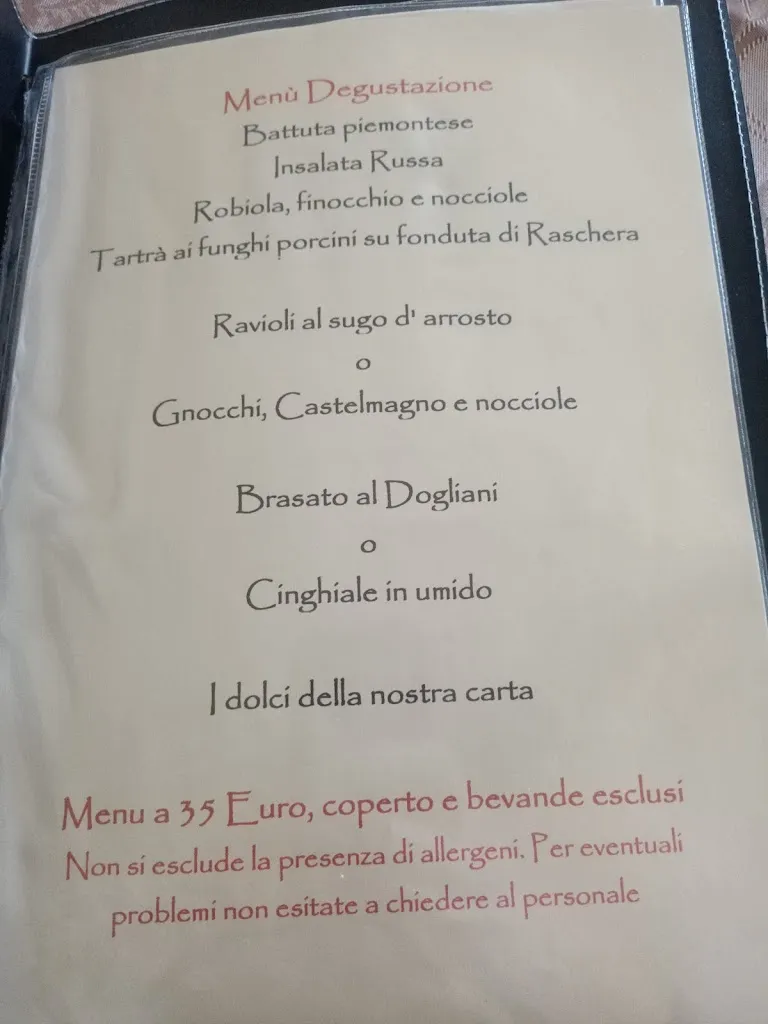 Menù Degustazione
Battuta piemontese
Insalata Russa
Robiola, finocchio e nocciole
Tartrà ai funghi porcini su fonduta di Raschera
Ravioli al sugo d' arrosto
o
Gnocchi, Castelmagno e nocciole
Brasato al Dogliani
o
Cinghiale in umido
I dolci della nostra carta
Menu a 35 Euro, coperto e bevande esclusi
Non si esclude la presenza di allergeni. Per eventuali
problemi non esitate a chiedere al personale